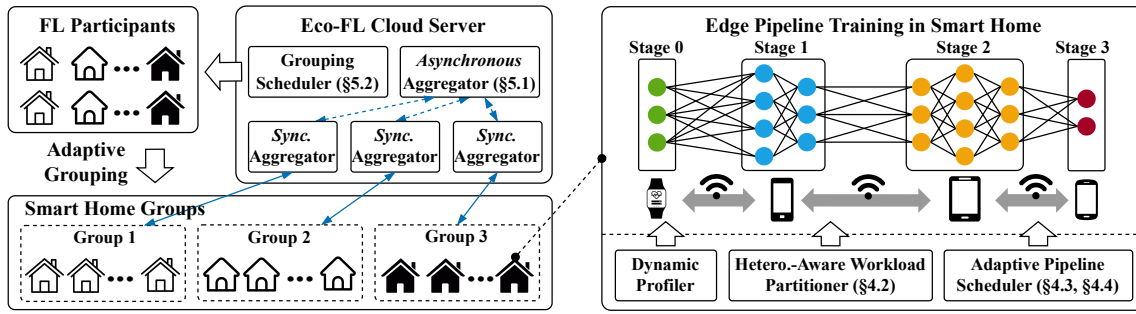 FL Participants
Adaptive
Grouping
Eco-FL Cloud Server
Grouping
Scheduler (§5.2)
Asynchronous
Aggregator (§5.1)
Sync.
Aggregator
Sync.
Aggregator
Sync.
Aggregator
Smart Home Groups
Group 1
Group 2
Group 3
Edge Pipeline Training in Smart Home
Stage 0
Stage 1
Stage 2
Stage 3
Dynamic
Profiler
Hetero.-Aware Workload
Partitioner (§4.2)
Adaptive Pipeline
Scheduler (§4.3, §4.4)